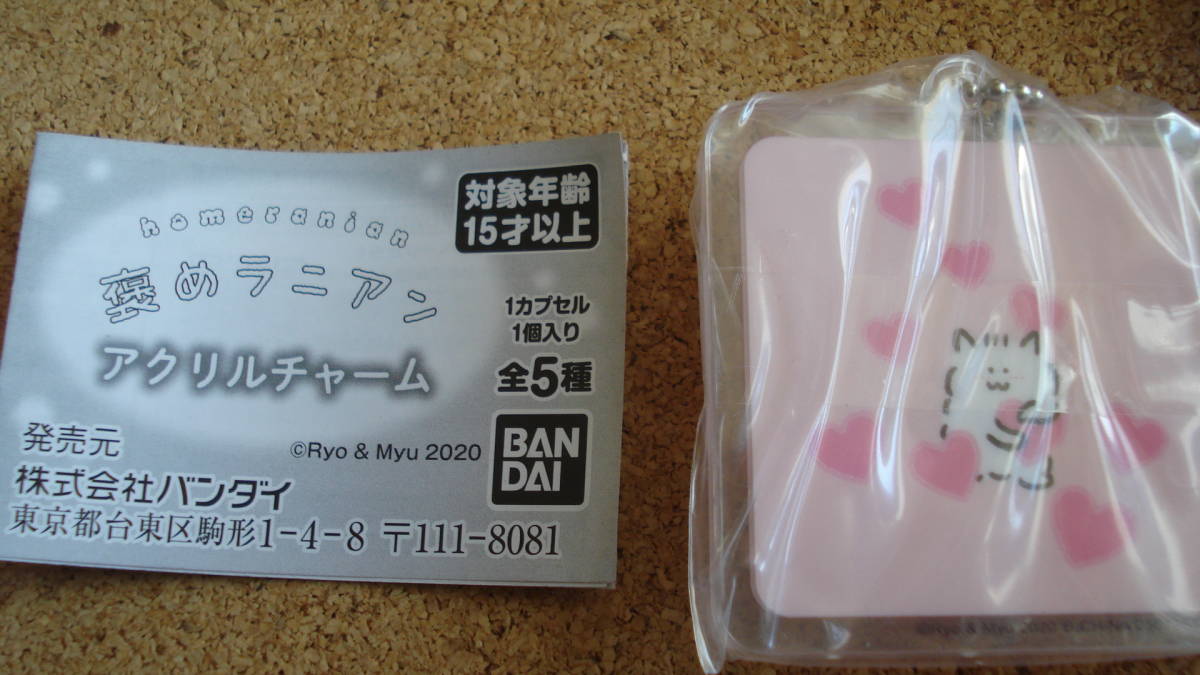 homeranian
褒めラニアン
アクリルチャーム
対象年齢
15才以上
1カプセル
1個入り
全5種
©Ryo & Myu 2020
BAN
DAI
発売元
株式会社バンダイ
東京都台東区駒形1-4-8 〒111-8081
©Ryo & Myu 2020